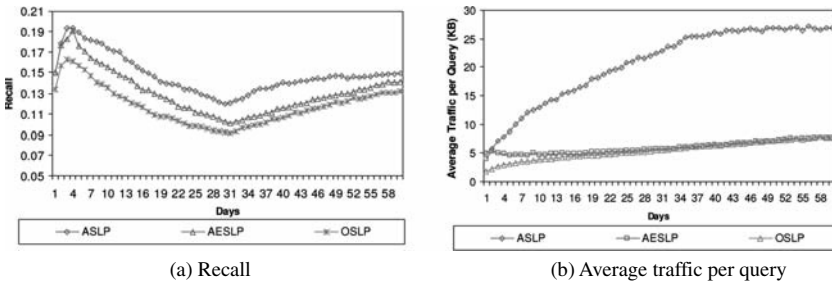 0.21
0.19
0.17
0.15
0.13
0.11
0.09
0.07
0.05
Recall
1 4 7 10 13 16 19 22 25 28 31 34 37 40 43 46 49 52 55 58
Days
ASLP AESLP OSLP
(a) Recall
30
25
20
15
10
5
0
Average Traffic per Query (KB)
1 4 7 10 13 16 19 22 25 28 31 34 37 40 43 46 49 52 55 58
Days
ASLP AESLP OSLP
(b) Average traffic per query